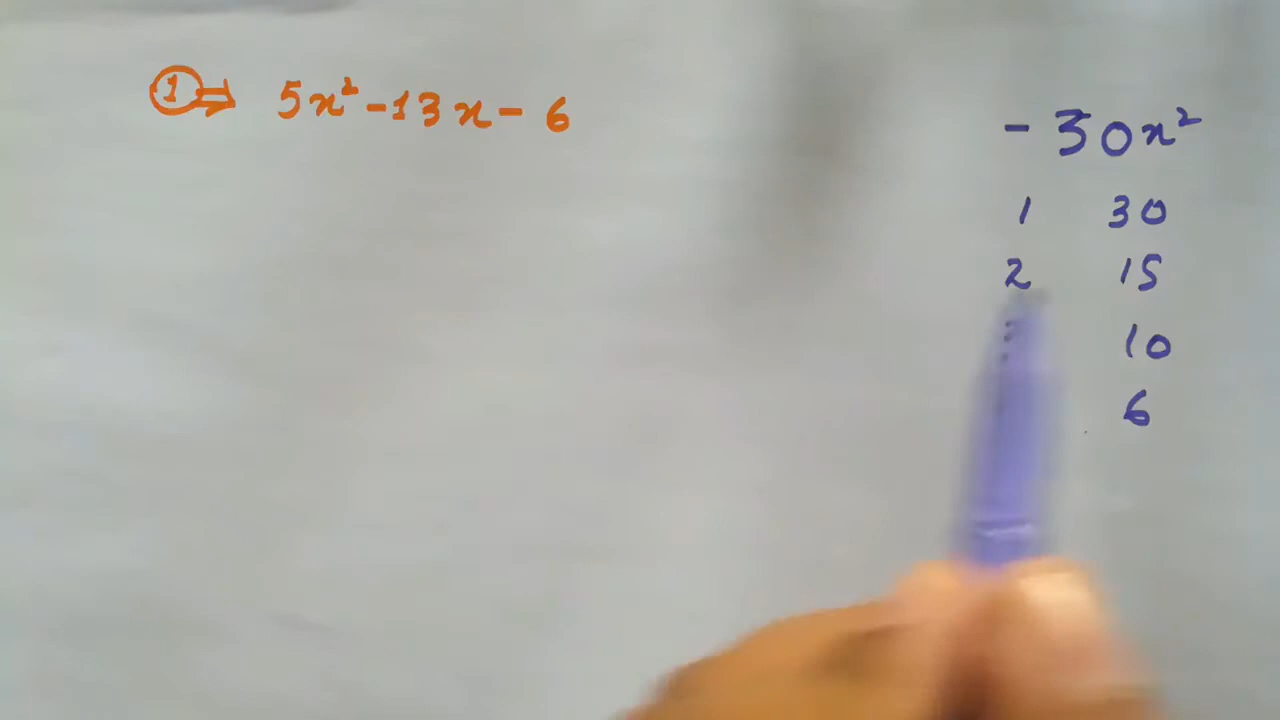 ① ⇒ 5x² - 13x - 6
- 30x²
1 30
2 15
10
6